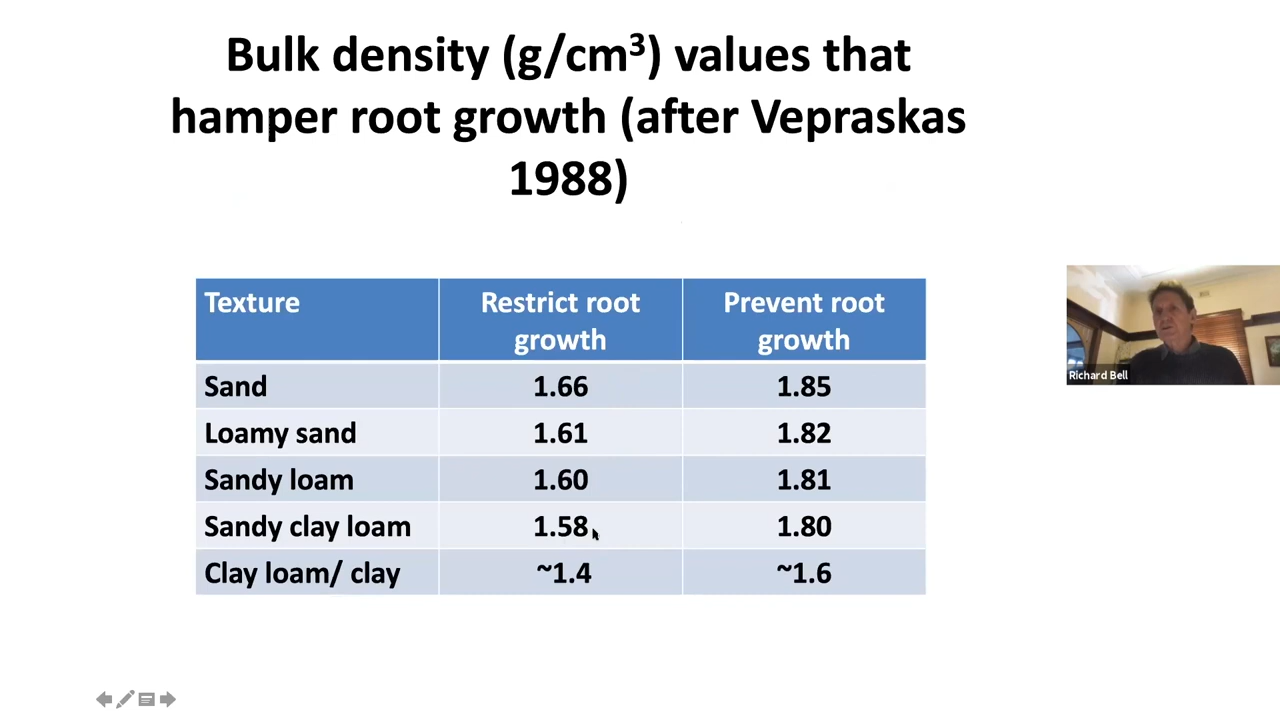 Bulk density (g/cm³) values that
hamper root growth (after Vepraskas
1988)
Texture Restrict root growth Prevent root growth
Sand 1.66 1.85
Loamy sand 1.61 1.82
Sandy loam 1.60 1.81
Sandy clay loam 1.58 1.80
Clay loam/ clay ~1.4 ~1.6
Richard Bell